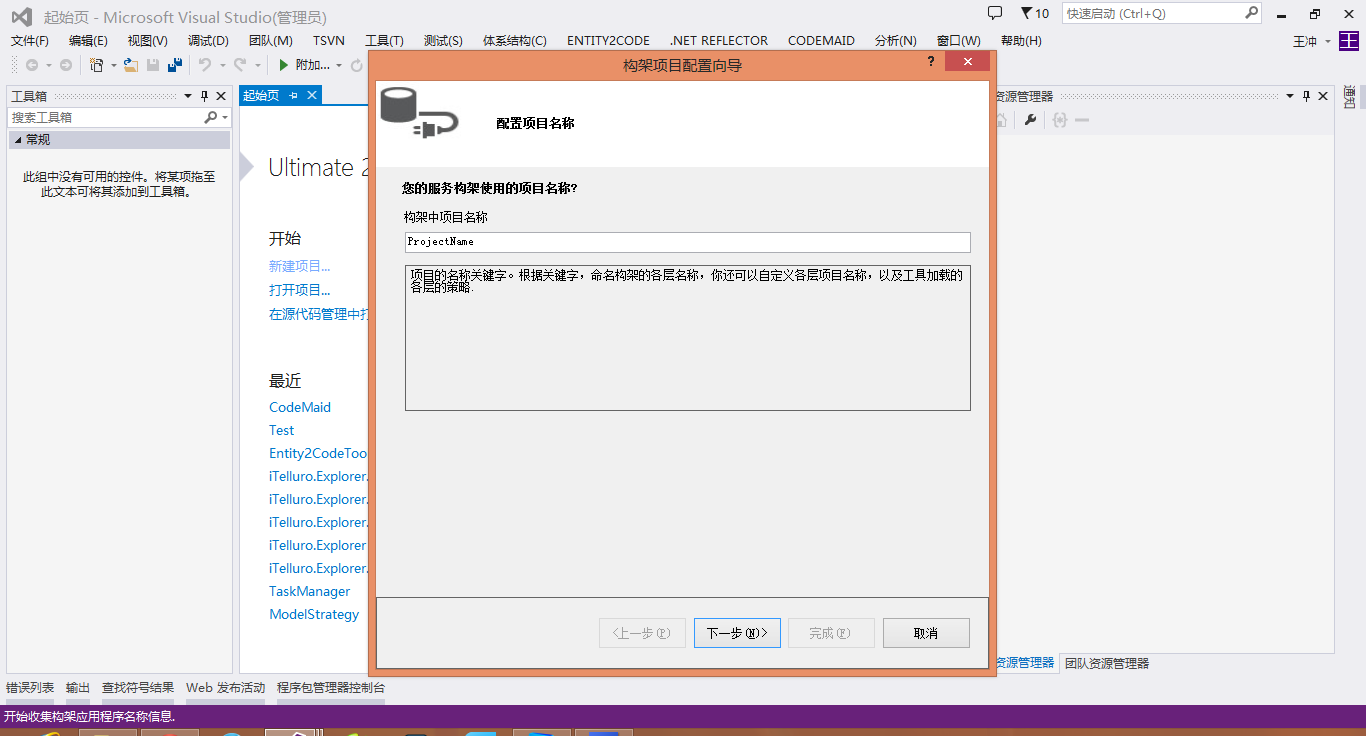 起始页 - Microsoft Visual Studio(管理员)
10
快速启动 (Ctrl+Q)
文件(F) 编辑(E) 视图(V) 调试(D) 团队(M) TSVN 工具(T) 测试(S) 体系结构(C) ENTITY2CODE .NET REFLECTOR CODEMAID 分析(N) 窗口(W) 帮助(H)
王冲
王
附加...
工具箱
搜索工具箱
常规
此组中没有可用的控件。将某项拖至
此文本可将其添加到工具箱。
起始页
Ultimate 2
开始
新建项目...
打开项目...
在源代码管理中打
最近
CodeMaid
Test
Entity2CodeToo
iTelluro.Explorer.
iTelluro.Explorer.
iTelluro.Explorer.
iTelluro.Explorer
iTelluro.Explorer.
TaskManager
ModelStrategy
构架项目配置向导
?
配置项目名称
您的服务构架使用的项目名称?
构架中项目名称
ProjectName
项目的名称关键字。根据关键字，命名构架的各层名称，你还可以自定义各层项目名称，以及工具加载的
各层的策略.
<上一步(P) 下一步(N)> 完成(F) 取消
资源管理器
通知
资源管理器 团队资源管理器
错误列表 输出 查找符号结果 Web 发布活动 程序包管理器控制台
开始收集构架应用程序名称信息.